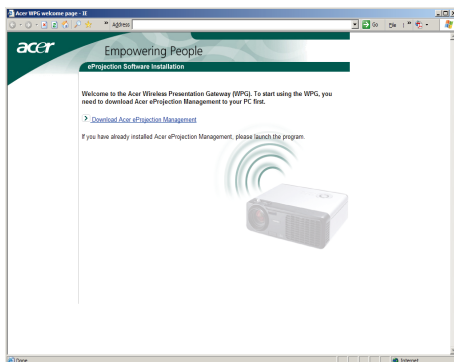 Acer WPG welcome page - II
Address
Go
File
acer
Empowering People
eProjection Software Installation
Welcome to the Acer Wireless Presentation Gateway (WPG). To start using the WPG, you
need to download Acer eProjection Management to your PC first.
Download Acer eProjection Management
If you have already installed Acer eProjection Management, please launch the program.
Done
Internet